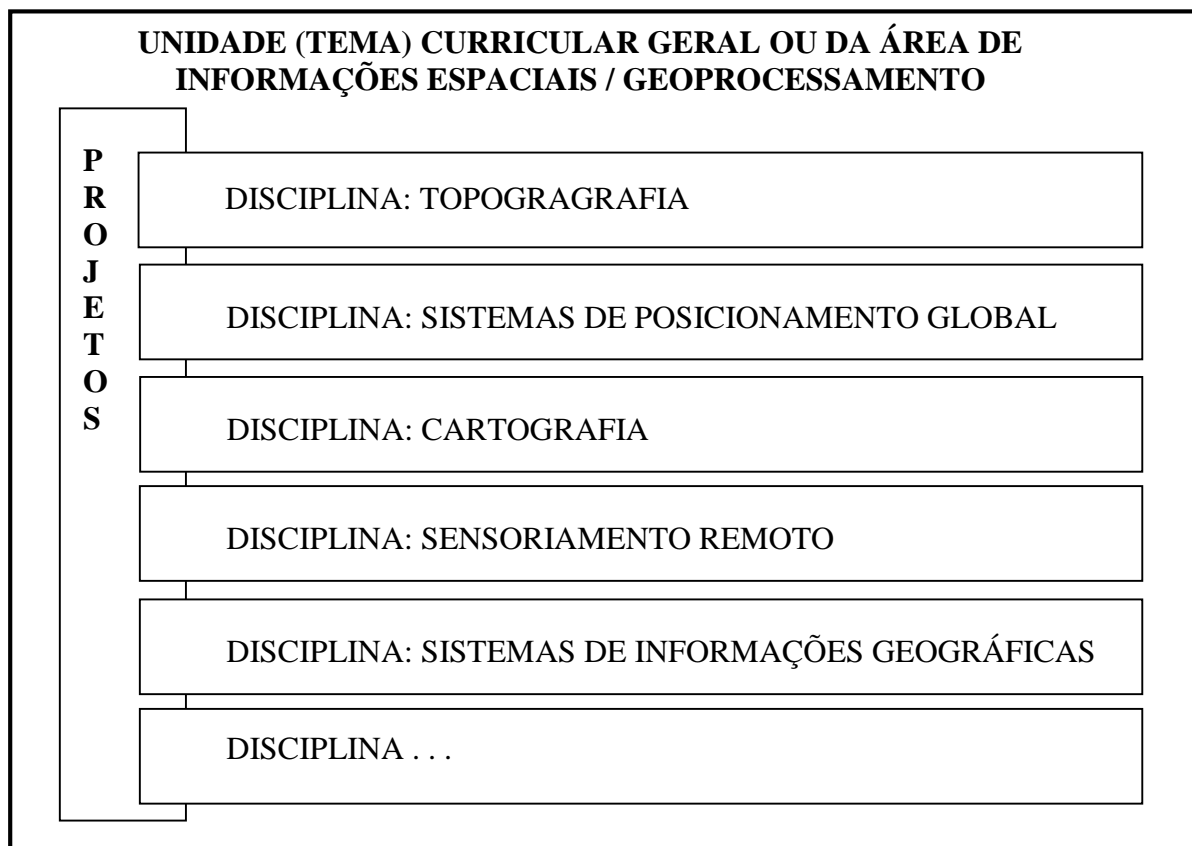 UNIDADE (TEMA) CURRICULAR GERAL OU DA ÁREA DE
INFORMAÇÕES ESPACIAIS / GEOPROCESSAMENTO
PROJETOS
DISCIPLINA: TOPOGRAGRAFIA
DISCIPLINA: SISTEMAS DE POSICIONAMENTO GLOBAL
DISCIPLINA: CARTOGRAFIA
DISCIPLINA: SENSORIAMENTO REMOTO
DISCIPLINA: SISTEMAS DE INFORMAÇÕES GEOGRÁFICAS
DISCIPLINA . . .